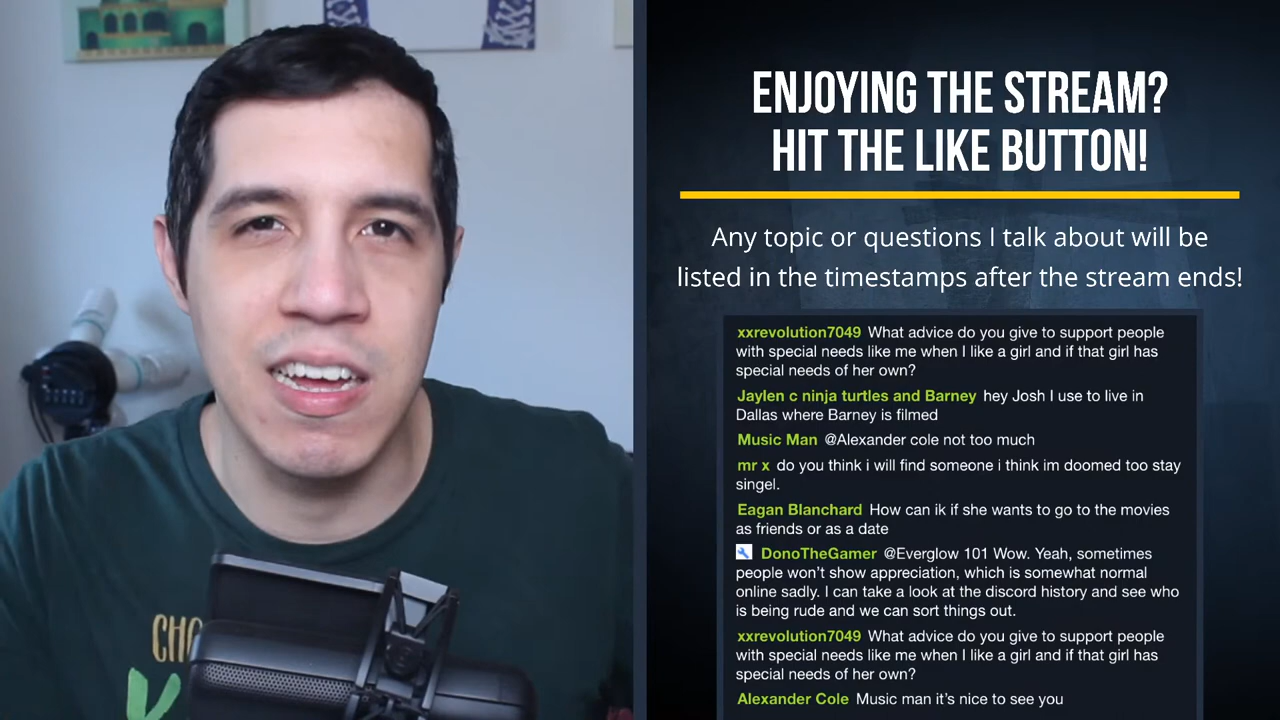 ENJOYING THE STREAM?
HIT THE LIKE BUTTON!
Any topic or questions I talk about will be
listed in the timestamps after the stream ends!
xxrevolution7049 What advice do you give to support people
with special needs like me when I like a girl and if that girl has
special needs of her own?
Jaylen c ninja turtles and Barney hey Josh I use to live in
Dallas where Barney is filmed
Music Man @Alexander cole not too much
mr x do you think i will find someone i think im doomed too stay
singel.
Eagan Blanchard How can ik if she wants to go to the movies
as friends or as a date
DonoTheGamer @Everglow 101 Wow. Yeah, sometimes
people won't show appreciation, which is somewhat normal
online sadly. I can take a look at the discord history and see who
is being rude and we can sort things out.
xxrevolution7049 What advice do you give to support people
with special needs like me when I like a girl and if that girl has
special needs of her own?
Alexander Cole Music man it's nice to see you